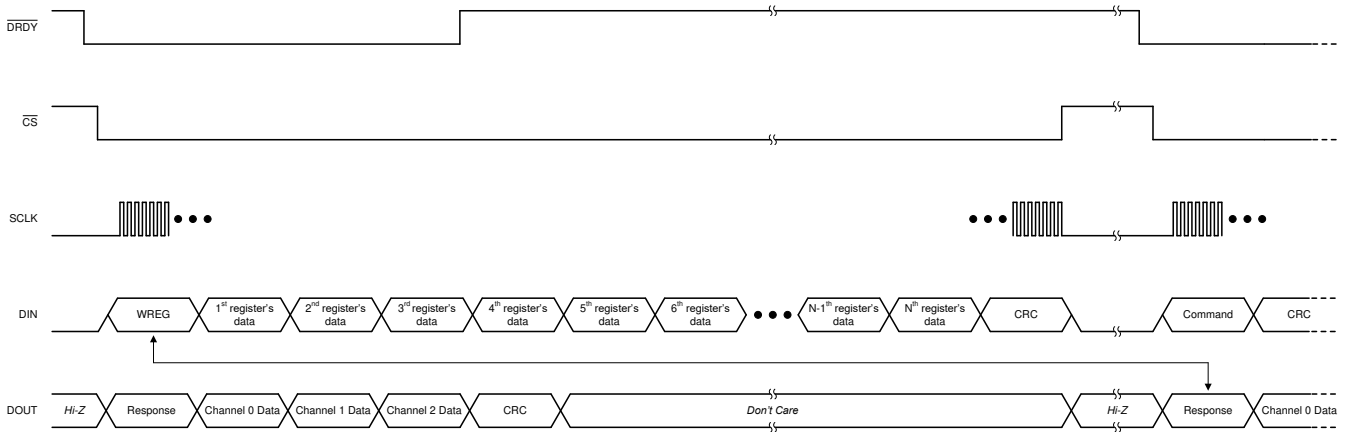 DRDY
CS
SCLK
DIN
WREG
1st register's
data
2nd register's
data
3rd register's
data
4th register's
data
5th register's
data
6th register's
data
N-1th register's
data
Nth register's
data
CRC
Command
CRC
DOUT
Hi-Z
Response
Channel 0 Data
Channel 1 Data
Channel 2 Data
CRC
Don't Care
Hi-Z
Response
Channel 0 Data